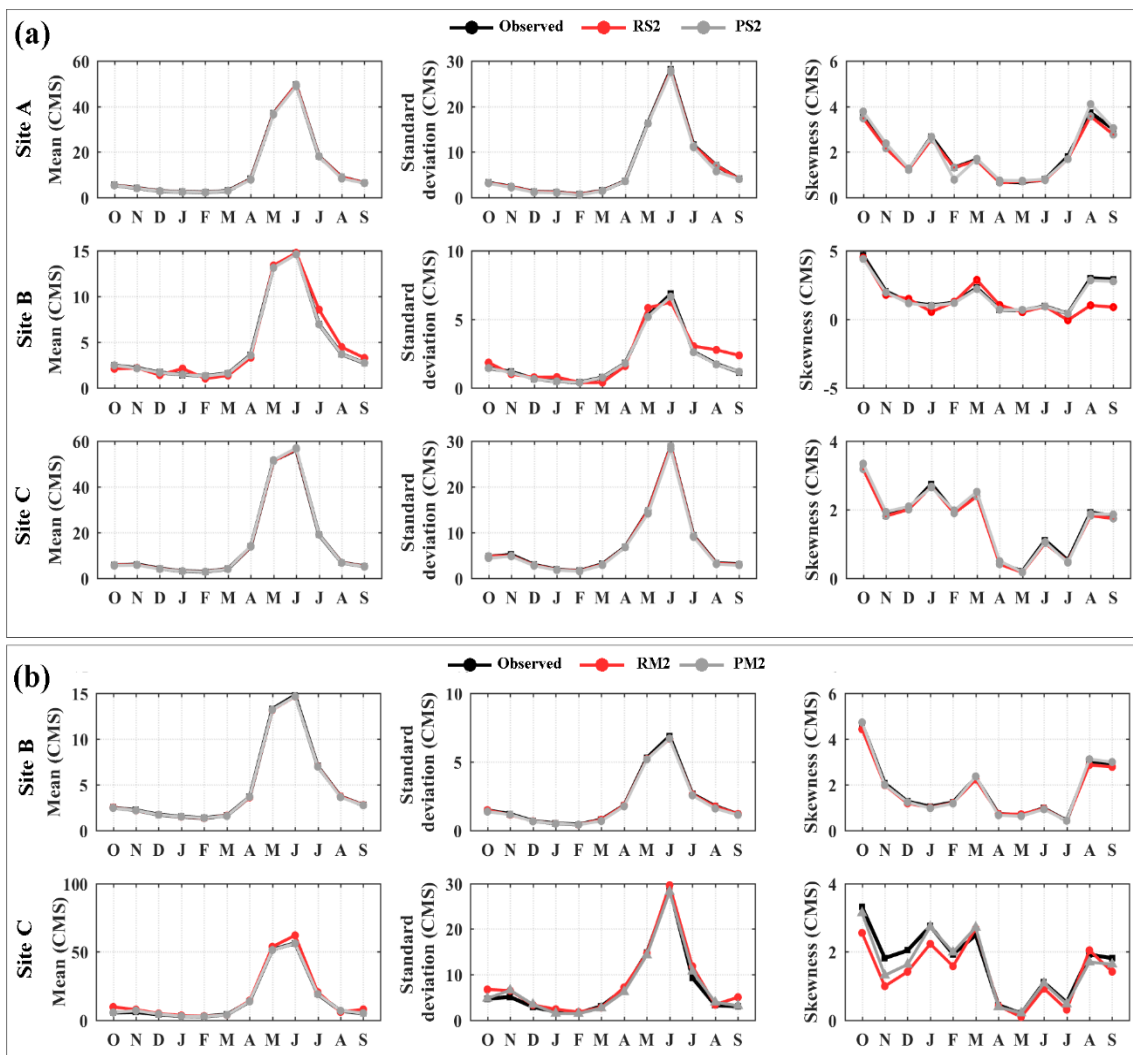 (a)
Observed RS2 PS2
Site A
Mean (CMS)
60
40
20
0
O N D J F M A M J J A S
Standard
deviation (CMS)
30
20
10
0
O N D J F M A M J J A S
Skewness (CMS)
6
4
2
0
O N D J F M A M J J A S
Site B
Mean (CMS)
15
10
5
0
O N D J F M A M J J A S
Standard
deviation (CMS)
10
5
0
O N D J F M A M J J A S
Skewness (CMS)
5
0
-5
O N D J F M A M J J A S
Site C
Mean (CMS)
60
40
20
0
O N D J F M A M J J A S
Standard
deviation (CMS)
30
20
10
0
O N D J F M A M J J A S
Skewness (CMS)
4
2
0
O N D J F M A M J J A S
(b)
Observed RM2 PM2
Site B
Mean (CMS)
15
10
5
0
O N D J F M A M J J A S
Standard
deviation (CMS)
10
5
0
O N D J F M A M J J A S
Skewness (CMS)
6
4
2
0
O N D J F M A M J J A S
Site C
Mean (CMS)
100
50
0
O N D J F M A M J J A S
Standard
deviation (CMS)
30
20
10
0
O N D J F M A M J J A S
Skewness (CMS)
4
2
0
O N D J F M A M J J A S